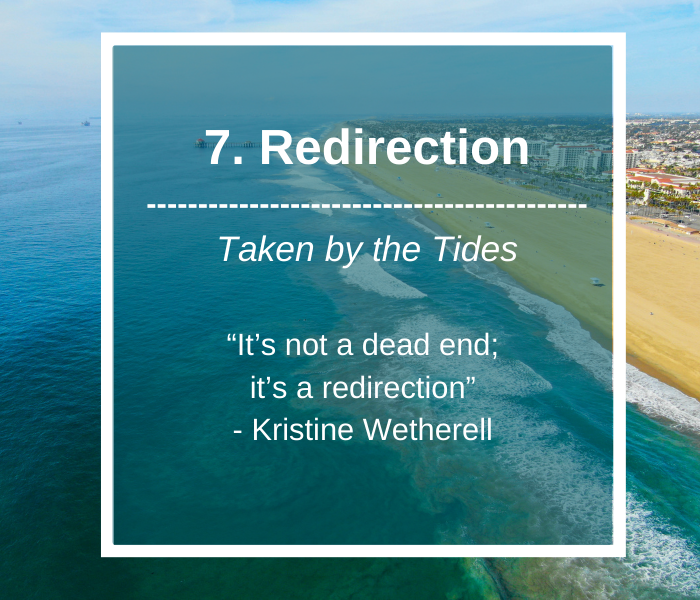 7. Redirection
-------------------------------------------
Taken by the Tides
“It’s not a dead end;
it’s a redirection”
- Kristine Wetherell